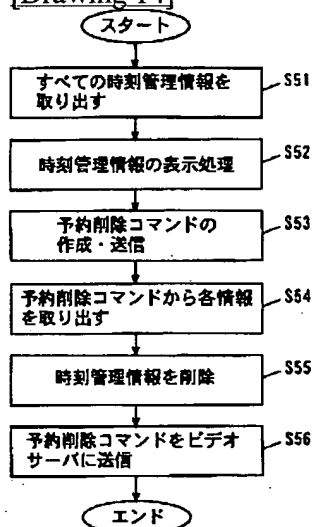 [Drawing 14]
スタート
すべての時刻管理情報を
取り出す
S51
時刻管理情報の表示処理
S52
予約削除コマンドの
作成・送信
S53
予約削除コマンドから各情報
を取り出す
S54
時刻管理情報を削除
S55
予約削除コマンドをビデオ
サーバに送信
S56
エンド